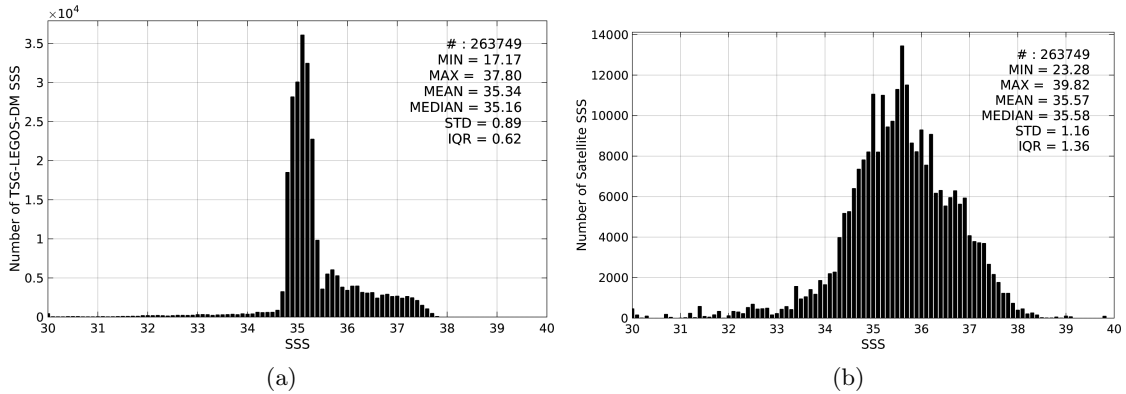 ×10⁴
3.5
3
2.5
2
1.5
1
0.5
0
Number of TSG-LEGOS-DM SSS
# : 263749
MIN = 17.17
MAX = 37.80
MEAN = 35.34
MEDIAN = 35.16
STD = 0.89
IQR = 0.62
30 31 32 33 34 35 36 37 38 39 40
SSS
(a)
14000
12000
10000
8000
6000
4000
2000
0
Number of Satellite SSS
# : 263749
MIN = 23.28
MAX = 39.82
MEAN = 35.57
MEDIAN = 35.58
STD = 1.16
IQR = 1.36
30 31 32 33 34 35 36 37 38 39 40
SSS
(b)